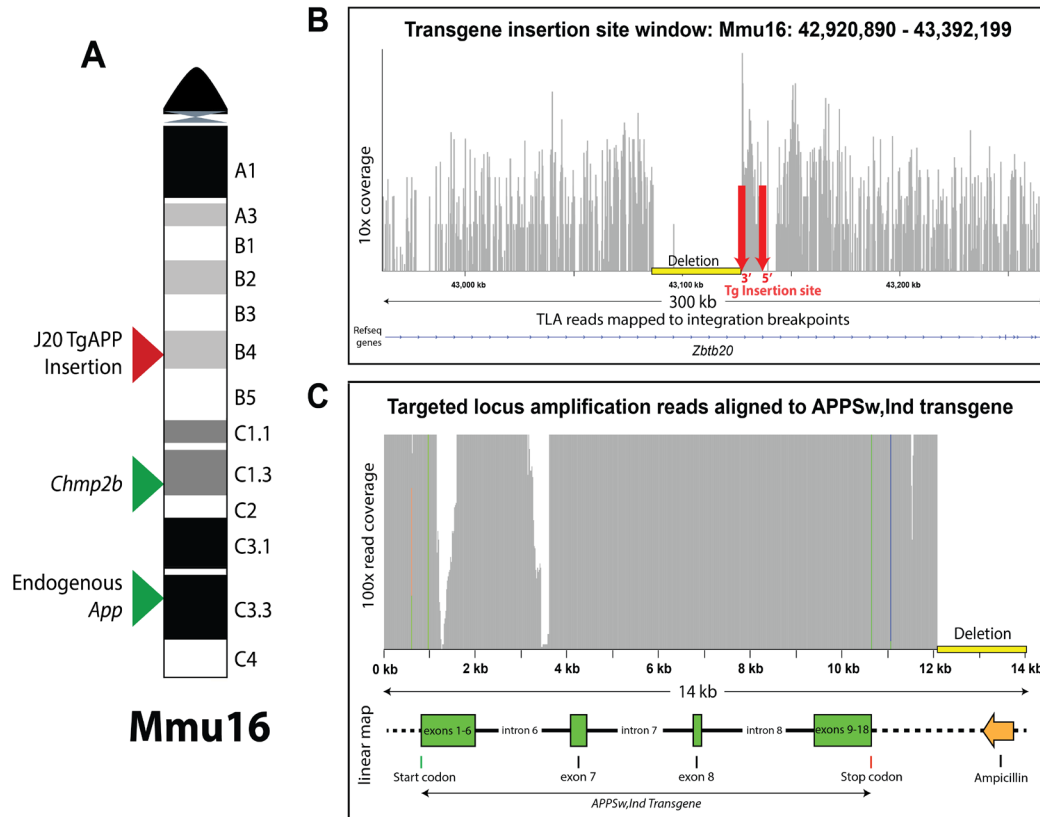 A
A1
A3
B1
B2
B3
J20 TgAPP
Insertion
B4
B5
C1.1
Chmp2b
C1.3
C2
C3.1
Endogenous
App
C3.3
C4
Mmu16
B
Transgene insertion site window: Mmu16: 42,920,890 - 43,392,199
10x coverage
Deletion
3’ 5’
43,000 kb 43,100 kb 43,200 kb
Tg Insertion site
300 kb
TLA reads mapped to integration breakpoints
Refseq
genes
Zbtb20
C
Targeted locus amplification reads aligned to APPSw,Ind transgene
100x read coverage
Deletion
0 kb 2 kb 4 kb 6 kb 8 kb 10 kb 12 kb 14 kb
14 kb
linear map
exons 1-6 intron 6 intron 7 intron 8 exons 9-18
Start codon exon 7 exon 8 Stop codon Ampicillin
APPSw,Ind Transgene